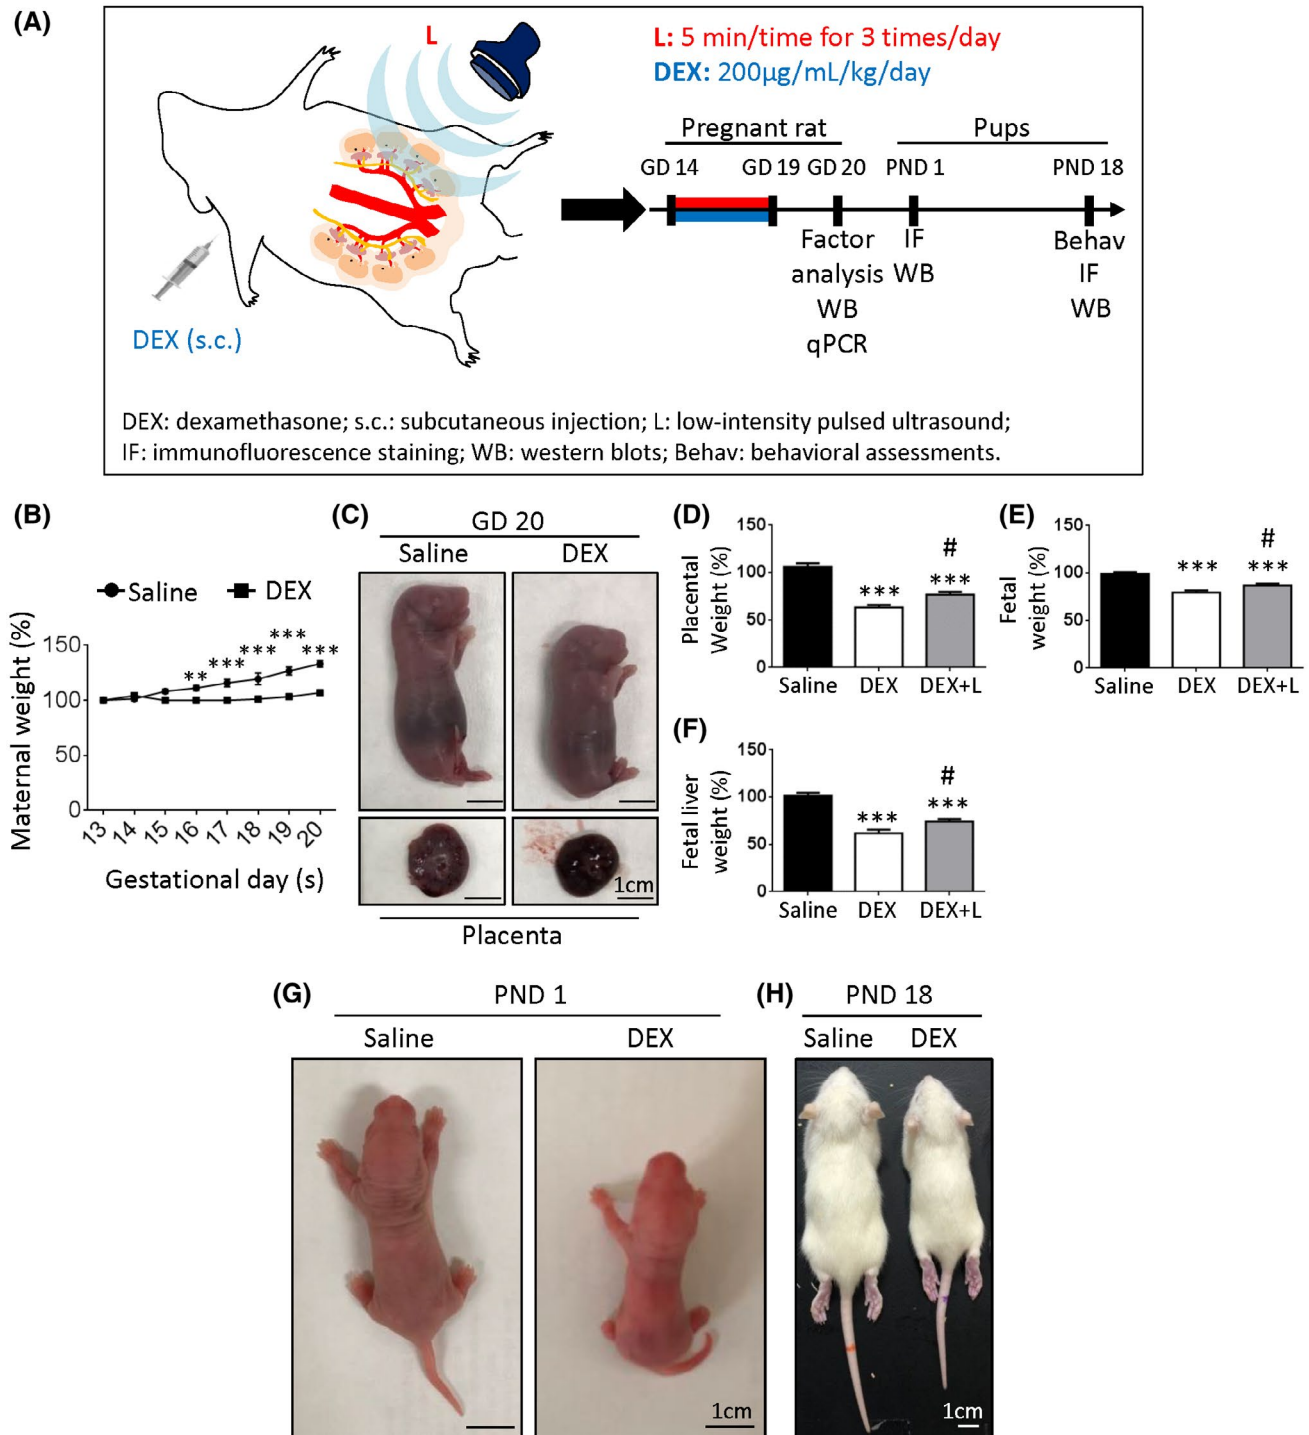 (A)
L
L: 5 min/time for 3 times/day
DEX: 200µg/mL/kg/day
Pregnant rat
Pups
GD 14
GD 19
GD 20
PND 1
PND 18
Factor
analysis
WB
qPCR
IF
WB
Behav
IF
WB
DEX (s.c.)
DEX: dexamethasone; s.c.: subcutaneous injection; L: low-intensity pulsed ultrasound;
IF: immunofluorescence staining; WB: western blots; Behav: behavioral assessments.
(B)
Saline
DEX
Maternal weight (%)
150
100
50
0
**
***
***
***
***
13
14
15
16
17
18
19
20
Gestational day (s)
(C)
GD 20
Saline
DEX
1cm
Placenta
(D)
Placental
Weight (%)
150
100
50
0
***
#
***
Saline
DEX
DEX+L
(E)
Fetal
weight (%)
150
100
50
0
***
#
***
Saline
DEX
DEX+L
(F)
Fetal liver
weight (%)
150
100
50
0
***
#
***
Saline
DEX
DEX+L
(G)
PND 1
Saline
DEX
1cm
(H)
PND 18
Saline
DEX
1cm